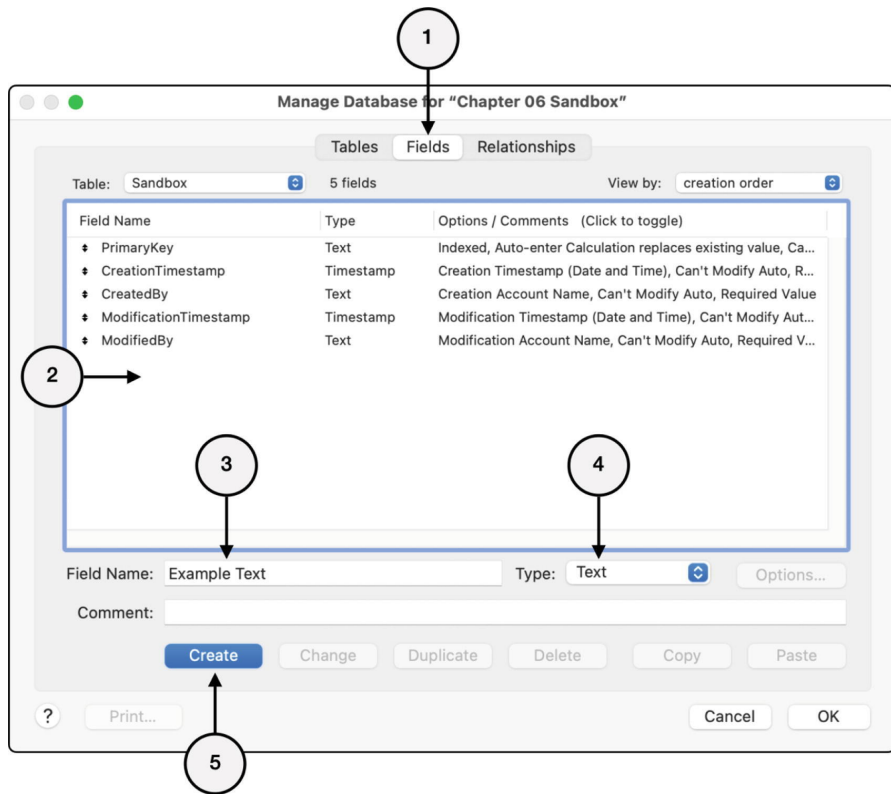 1
Manage Database for “Chapter 06 Sandbox”
Tables Fields Relationships
Table: Sandbox 5 fields View by: creation order
Field Name Type Options / Comments (Click to toggle)
PrimaryKey Text Indexed, Auto-enter Calculation replaces existing value, Ca...
CreationTimestamp Timestamp Creation Timestamp (Date and Time), Can't Modify Auto, R...
CreatedBy Text Creation Account Name, Can't Modify Auto, Required Value
ModificationTimestamp Timestamp Modification Timestamp (Date and Time), Can't Modify Aut...
ModifiedBy Text Modification Account Name, Can't Modify Auto, Required V...
2
3 4
Field Name: Example Text Type: Text Options...
Comment:
Create Change Duplicate Delete Copy Paste
? Print... Cancel OK
5